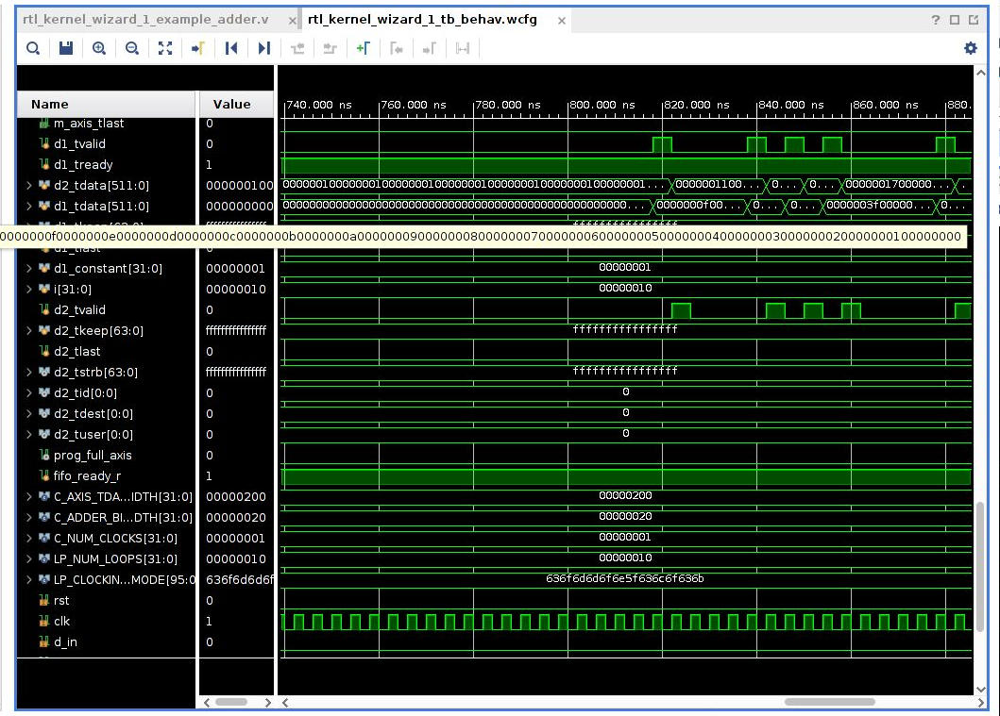 rtl_kernel_wizard_1_example_adder.v × rtl_kernel_wizard_1_tb_behav.wcfg ×
Name Value 740.000 ns 760.000 ns 780.000 ns 800.000 ns 820.000 ns 840.000 ns 860.000 ns 880.
m_axis_tlast 0
d1_tvalid 0
d1_tready 1
d2_tdata[511:0] 000000100 0000001000000010000000100000001000000010000000​1... 0000001100... 0... 0... 0000001700000...
d1_tdata[511:0] 000000000 0000000000000000000000000000000000000000000000000... 0000000f00... 0... 0... 0000003f00000... 0...
0000000f0000000e0000000d0000000c0000000b0000000a000000090000000800000007000000060000000500000004000000030000000200000001​00000000
d1_tlast
d1_constant[31:0] 00000001 00000001
i[31:0] 00000010 00000010
d2_tvalid 0
d2_tkeep[63:0] ffffffffffffffff ffffffffffffffff
d2_tlast 0
d2_tstrb[63:0] ffffffffffffffff ffffffffffffffff
d2_tid[0:0] 0 0
d2_tdest[0:0] 0 0
d2_tuser[0:0] 0 0
prog_full_axis 0
fifo_ready_r 1
C_AXIS_TDA...IDTH[31:0] 00000200 00000200
C_ADDER_BI...DTH[31:0] 00000020 00000020
C_NUM_CLOCKS[31:0] 00000001 00000001
LP_NUM_LOOPS[31:0] 00000010 00000010
LP_CLOCKIN...MODE[95:0 636f6d6d6f 636f6d6d6f6e5f636c6f636b
rst 0
clk 1
d_in 0